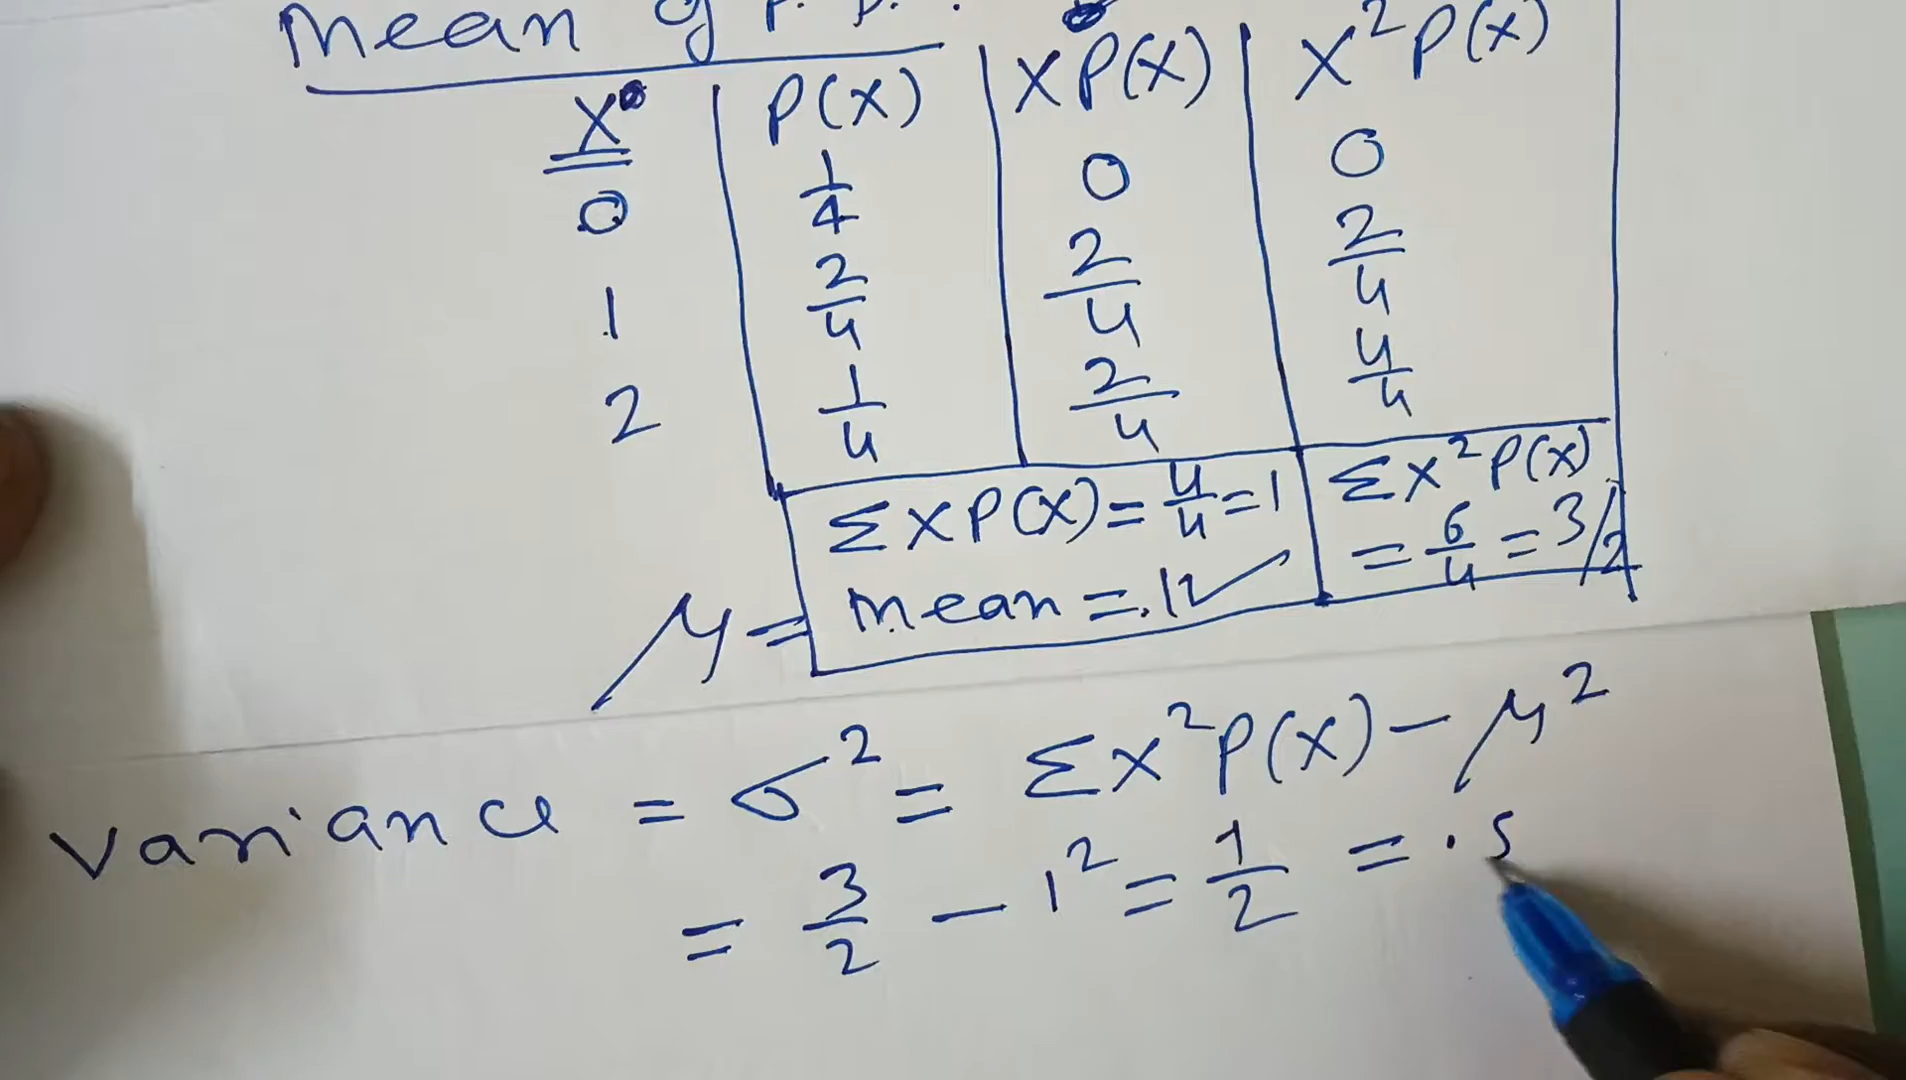 Mean of P. D.
X | P(X) | XP(X) | X²P(X)
0 | 1/4 | 0 | 0
1 | 2/4 | 2/4 | 2/4
2 | 1/4 | 2/4 | 4/4
ΣXP(X) = 4/4 = 1 | ΣX²P(X)
= 6/4 = 3/2
μ = mean = .1 ✓
Variance = σ² = ΣX²P(X) - μ²
= 3/2 - 1² = 1/2 = .5